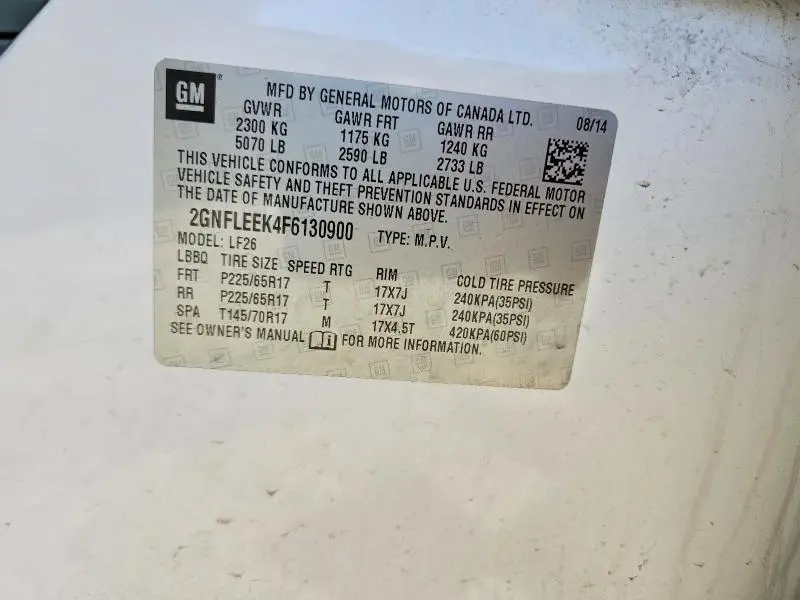 GM
MFD BY GENERAL MOTORS OF CANADA LTD. 08/14
GVWR GAWR FRT GAWR RR
2300 KG 1175 KG 1240 KG
5070 LB 2590 LB 2733 LB
THIS VEHICLE CONFORMS TO ALL APPLICABLE U.S. FEDERAL MOTOR
VEHICLE SAFETY AND THEFT PREVENTION STANDARDS IN EFFECT ON
THE DATE OF MANUFACTURE SHOWN ABOVE.
2GNFLEEK4F6130900 TYPE: M.P.V.
MODEL: LF26
LBBQ TIRE SIZE SPEED RTG RIM COLD TIRE PRESSURE
FRT P225/65R17 T 17X7J 240KPA(35PSI)
RR P225/65R17 T 17X7J 240KPA(35PSI)
SPA T145/70R17 M 17X4.5T 420KPA(60PSI)
SEE OWNER'S MANUAL FOR MORE INFORMATION.